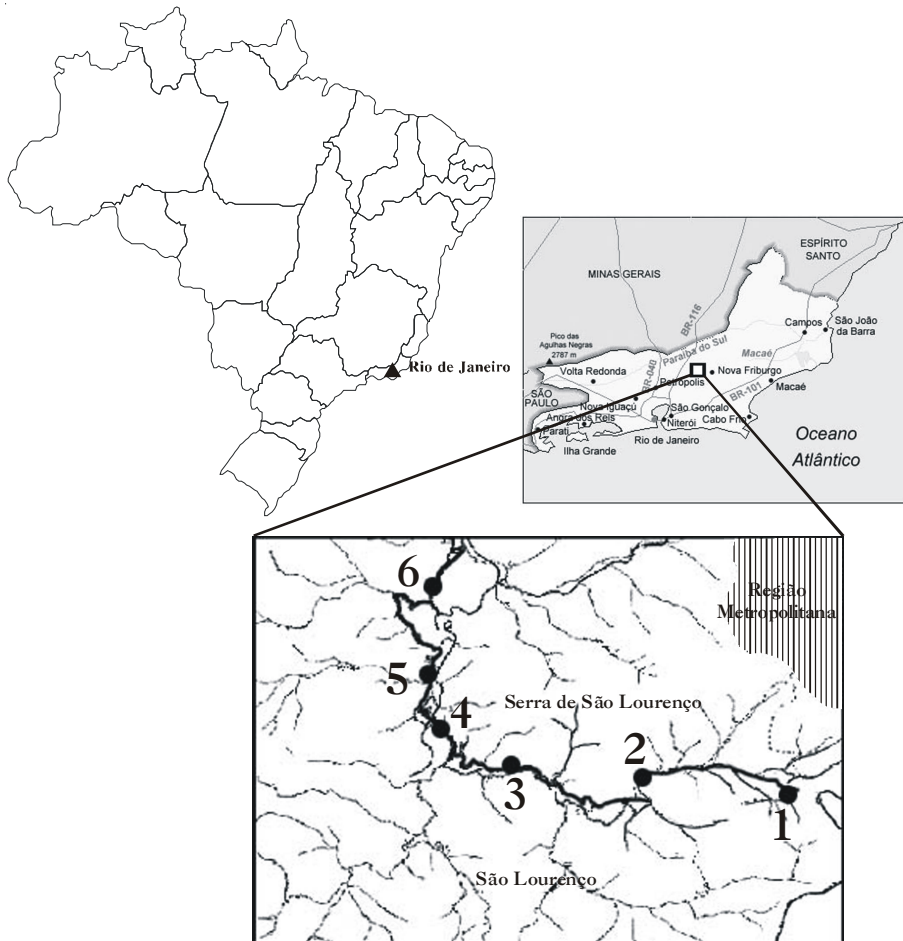 Rio de Janeiro
ESPÍRITO
SANTO
MINAS GERAIS
BR-116
Campos
São João
da Barra
Pico das
Agulhas Negras
2787 m
Paraíba do Sul
Macaé
Volta Redonda
BR-040
Petrópolis
Nova Friburgo
BR-101
Macaé
SÃO
PAULO
Nova Iguaçú
Angra dos Reis
São Gonçalo
Cabo Frio
Parati
Niterói
Ilha Grande
Rio de Janeiro
Oceano
Atlântico
6
Região
Metropolitana
5
4
Serra de São Lourenço
2
3
1
São Lourenço